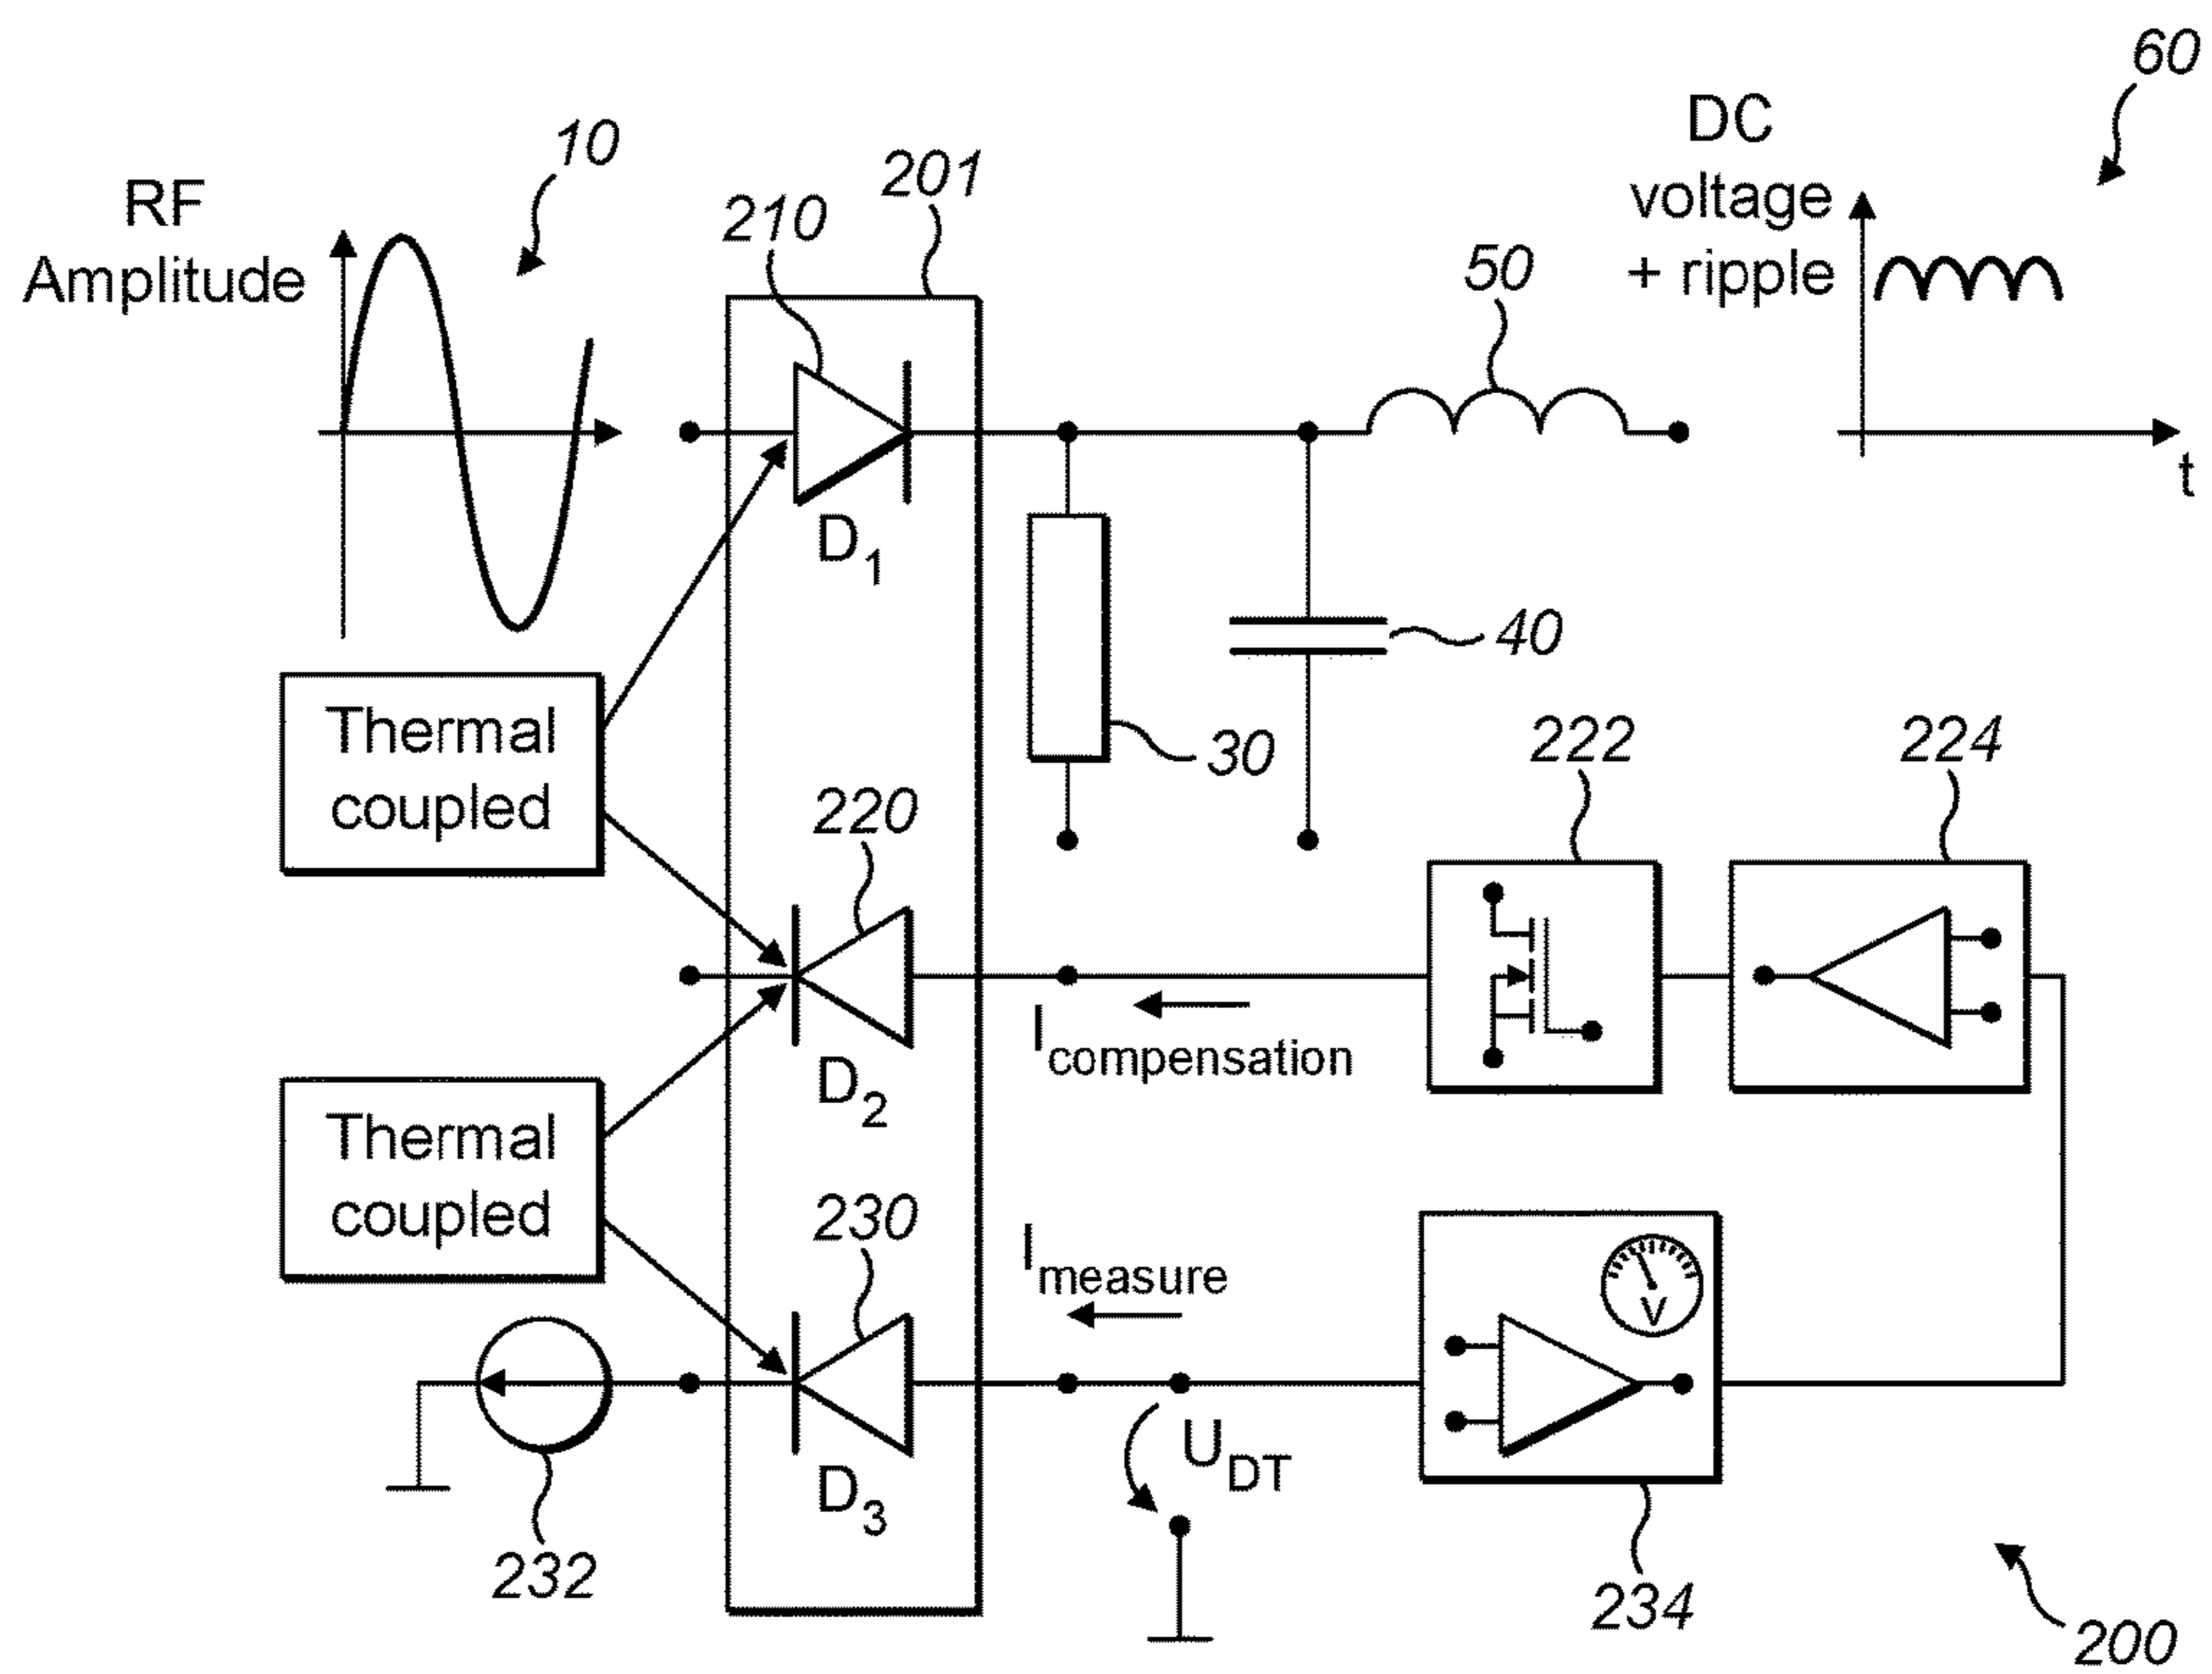 60
DC
voltage
+ ripple
10
RF
Amplitude
201
210
50
t
D1
40
Thermal
coupled
30
222
224
220
Icompensation
D2
Thermal
coupled
230
Imeasure
V
UDT
D3
232
234
200